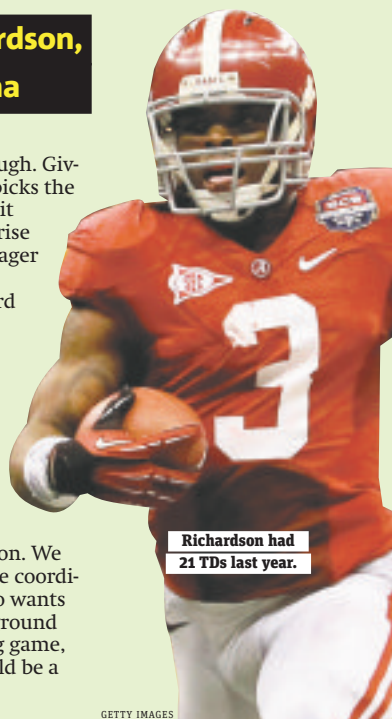 rdson,
na
ugh. Giv-
picks the
it
rise
ager
rd
3
on. We
e coordi-
o wants
round
g game,
ld be a
Richardson had
21 TDs last year.
GETTY IMAGES